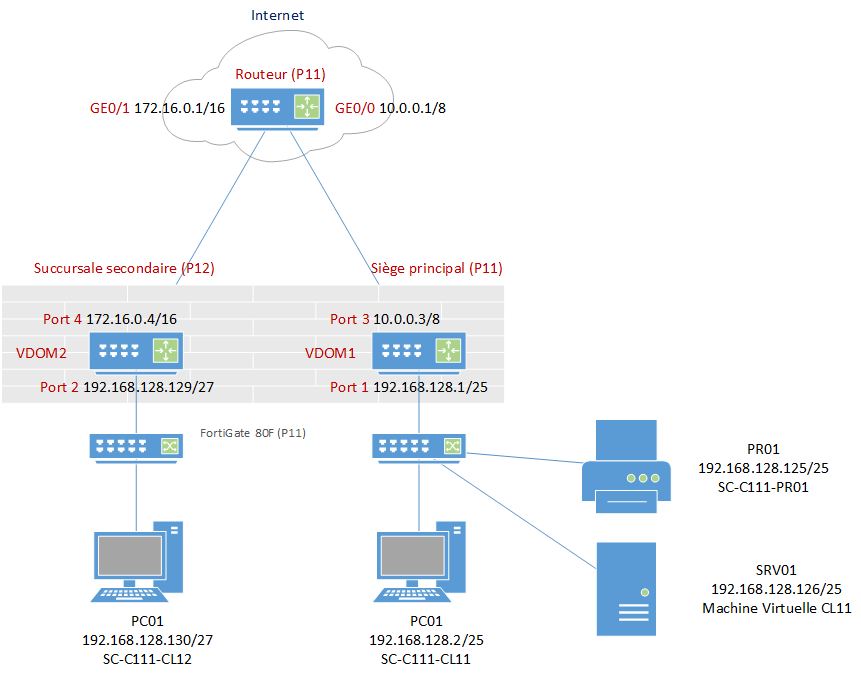 Internet
Routeur (P11)
GE0/1 172.16.0.1/16
GE0/0 10.0.0.1/8
Succursale secondaire (P12)
Siège principal (P11)
Port 4 172.16.0.4/16
Port 3 10.0.0.3/8
VDOM2
VDOM1
Port 2 192.168.128.129/27
Port 1 192.168.128.1/25
FortiGate 80F (P11)
PR01
192.168.128.125/25
SC-C111-PR01
SRV01
192.168.128.126/25
Machine Virtuelle CL11
PC01
192.168.128.130/27
SC-C111-CL12
PC01
192.168.128.2/25
SC-C111-CL11